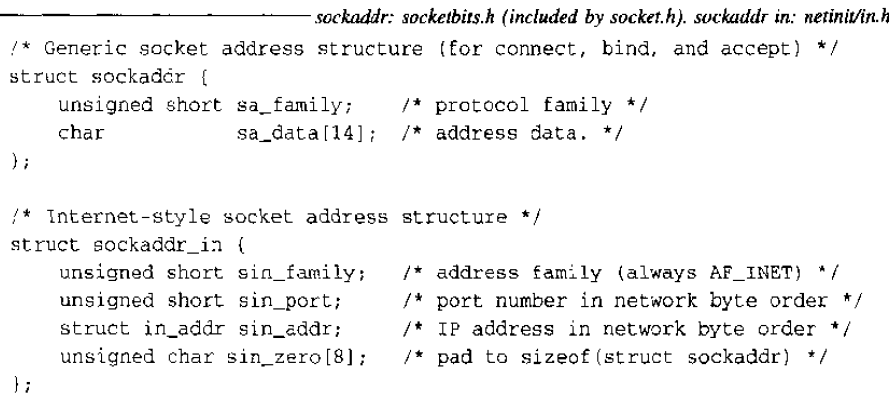 sockaddr: socketbits.h (included by socket.h). sockaddr in: netinit/in.h
/* Generic socket address structure (for connect, bind, and accept) */
struct sockaddr {
    unsigned short sa_family;    /* protocol family */
    char           sa_data[14];  /* address data. */
};
/* Internet-style socket address structure */
struct sockaddr_in {
    unsigned short sin_family;   /* address family (always AF_INET) */
    unsigned short sin_port;     /* port number in network byte order */
    struct in_addr sin_addr;     /* IP address in network byte order */
    unsigned char sin_zero[8];   /* pad to sizeof(struct sockaddr) */
};